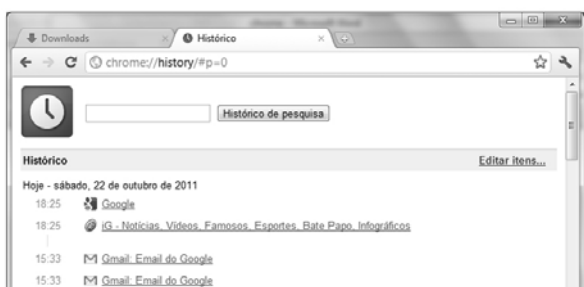 Downloads × Histórico ×
chrome://history/#p=0
Histórico de pesquisa
Histórico Editar itens...
Hoje - sábado, 22 de outubro de 2011
18:25 Google
18:25 iG - Notícias, Vídeos, Famosos, Esportes, Bate Papo, Infográficos
15:33 Gmail: Email do Google
15:33 Gmail: Email do Google